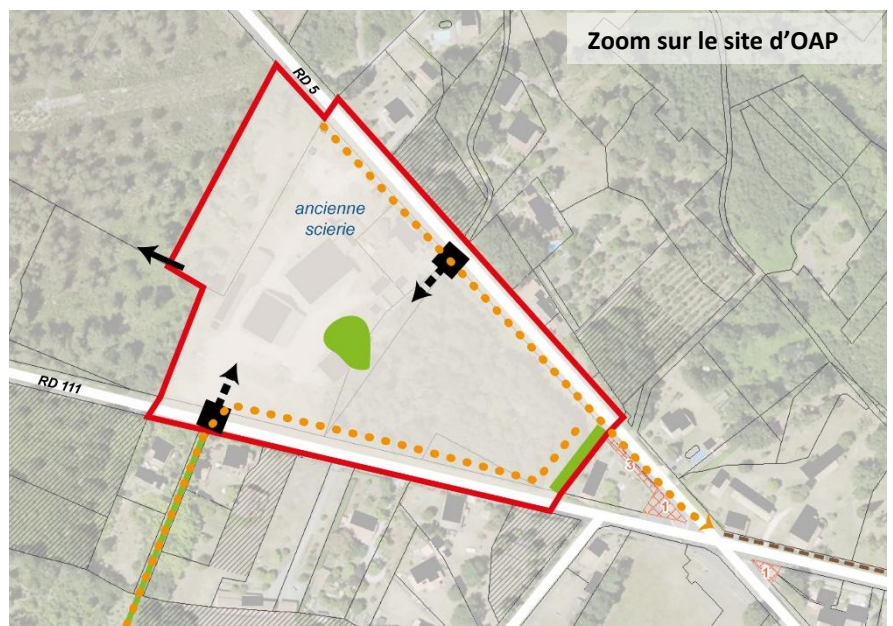 Zoom sur le site d’OAP
RD 5
ancienne
scierie
RD 111
3
1
1